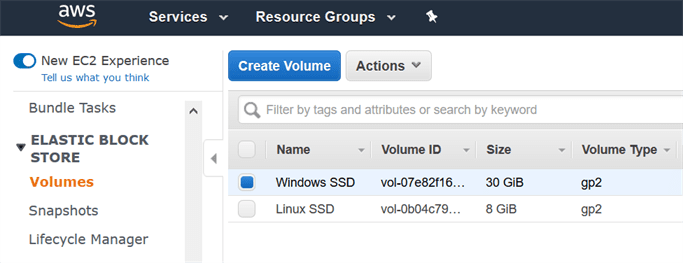 aws
Services Resource Groups
New EC2 Experience
Tell us what you think
Bundle Tasks
ELASTIC BLOCK
STORE
Volumes
Snapshots
Lifecycle Manager
Create Volume Actions
Filter by tags and attributes or search by keyword
Name Volume ID Size Volume Type
Windows SSD vol-07e82f16... 30 GiB gp2
Linux SSD vol-0b04c79... 8 GiB gp2